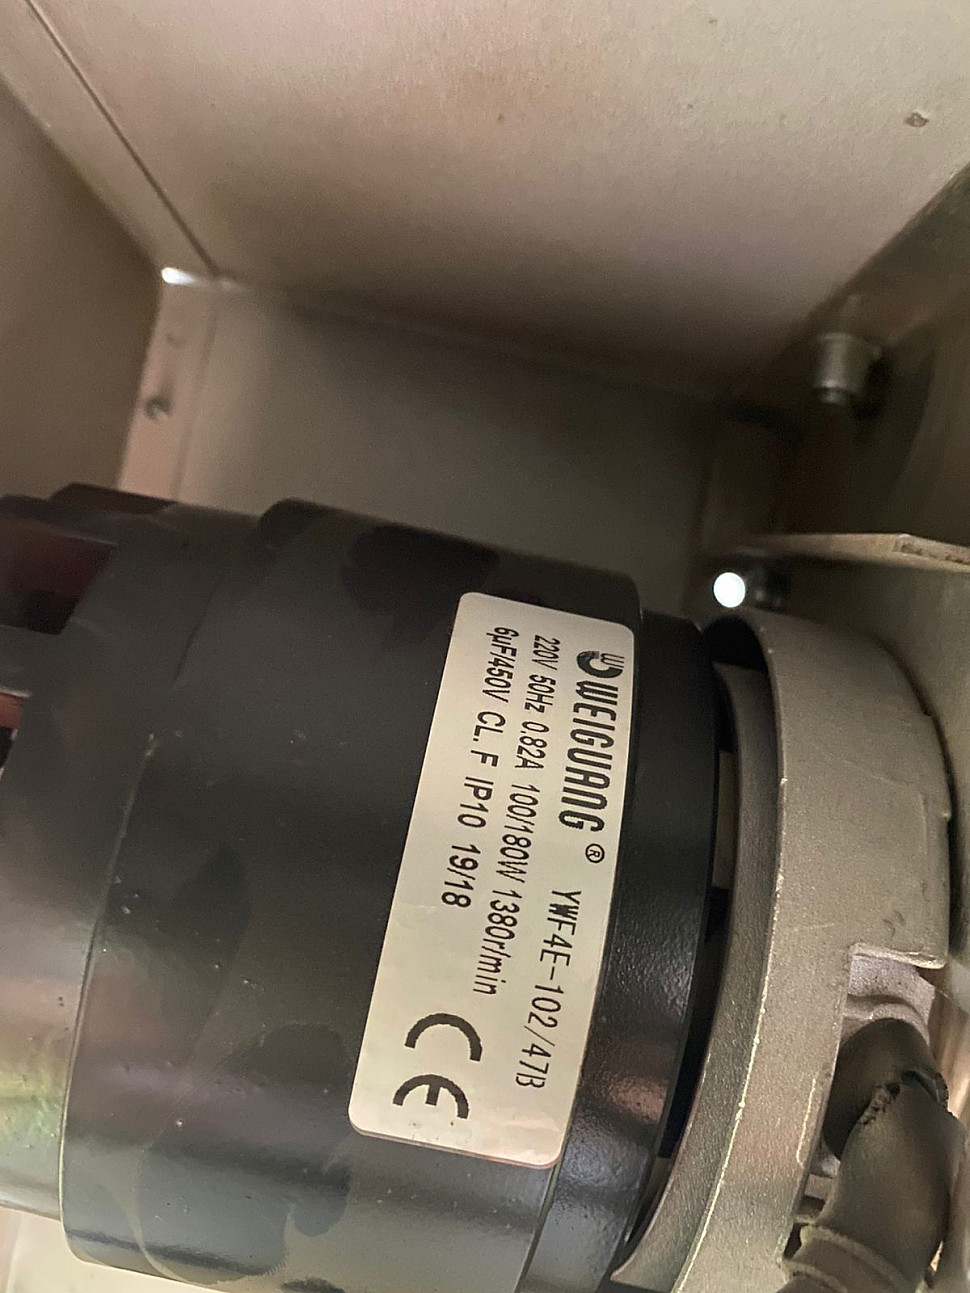 WEIGUANG® YWF4E-102/47B
220V 50Hz 0.82A 100/180W 1380r/min
6µF/450V CL.F IP10 19/18
CE